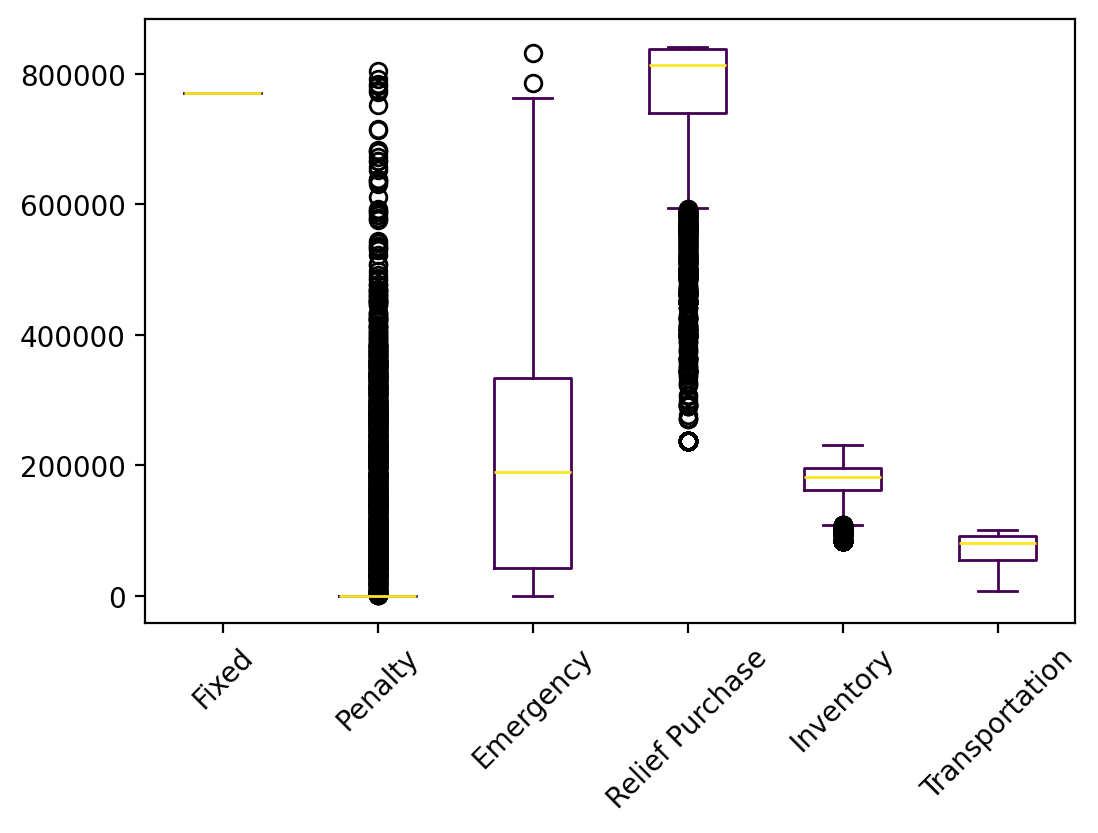 800000
600000
400000
200000
0
Fixed
Penalty
Emergency
Relief Purchase
Inventory
Transportation